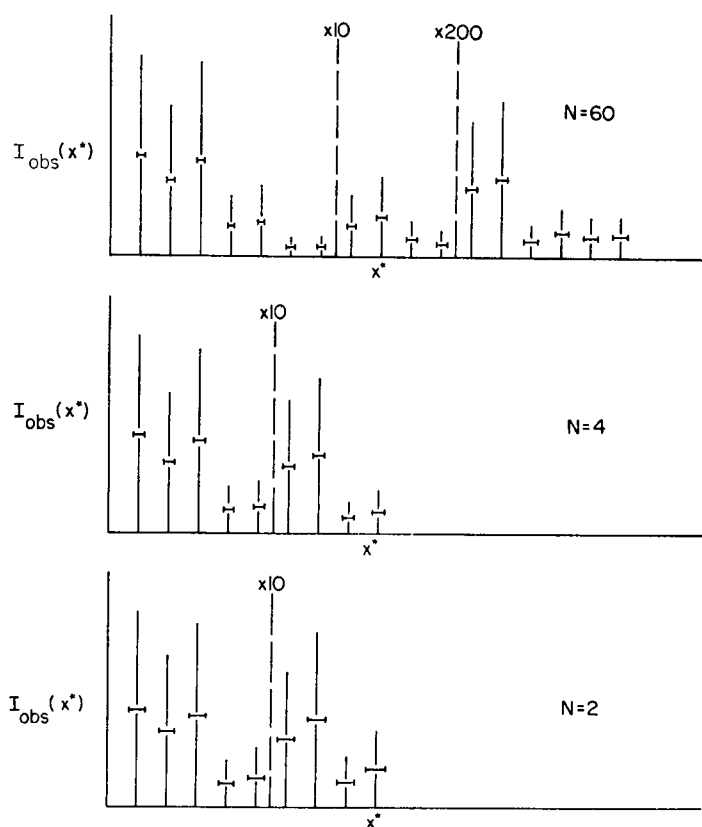 x10 x200
N=60
I_obs(x*)
x*
x10
I_obs(x*)
N=4
x*
x10
I_obs(x*)
N=2
x*